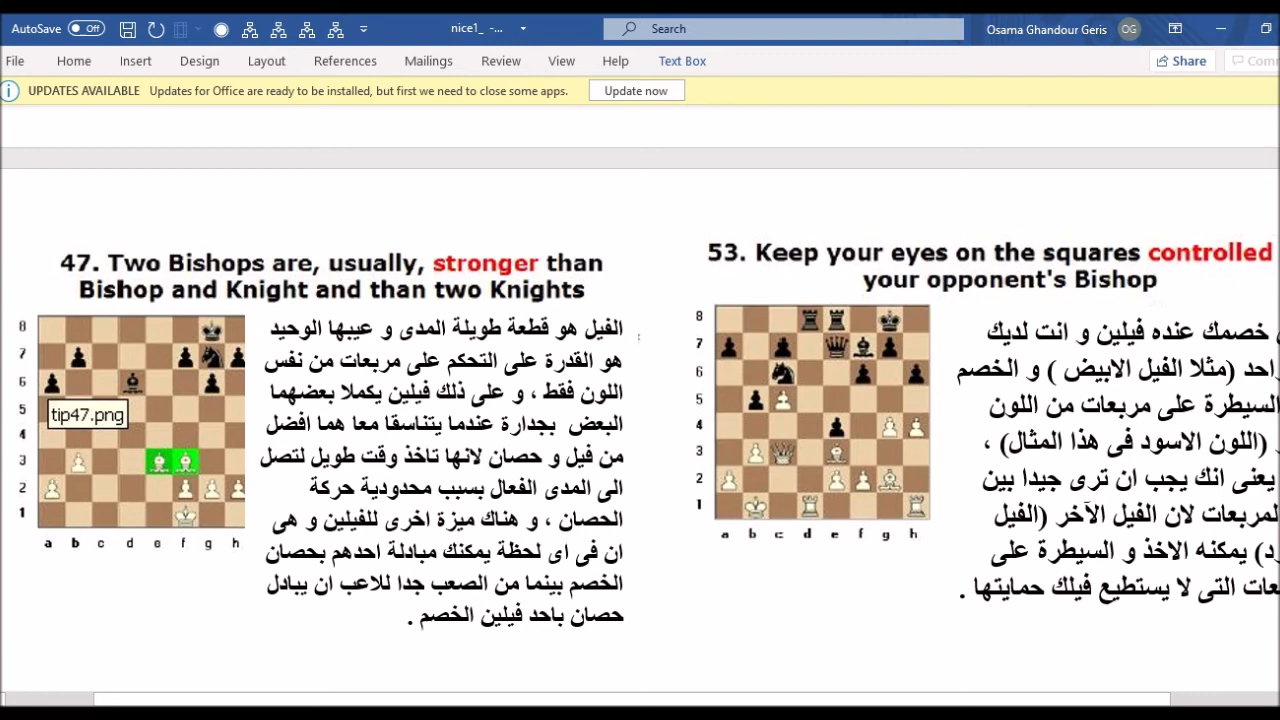 AutoSave Off nice1_ -... Search Osama Ghandour Geris OG
File Home Insert Design Layout References Mailings Review View Help Text Box Share Comm
UPDATES AVAILABLE Updates for Office are ready to be installed, but first we need to close some apps. Update now
47. Two Bishops are, usually, stronger than
Bishop and Knight and than two Knights
8
7
6
5
4
3
2
1
a b c d e f g h
tip47.png
الفيل هو قطعة طويلة المدى و عيبها الوحيد
هو القدرة على التحكم على مربعات من نفس
اللون فقط ، و على ذلك فيلين يكملا بعضهما
البعض بجدارة عندما يتناسقا معا هما افضل
من فيل و حصان لانها تاخذ وقت طويل لتصل
الى المدى الفعال بسبب محدودية حركة
الحصان ، و هناك ميزة اخرى للفيلين و هى
ان فى اى لحظة يمكنك مبادلة احدهم بحصان
الخصم بينما من الصعب جدا للاعب ان يبادل
حصان باحد فيلين الخصم .
53. Keep your eyes on the squares controlled
your opponent's Bishop
8
7
6
5
4
3
2
1
a b c d e f g h
خصمك عنده فيلين و انت لديك
احد (مثلا الفيل الابيض ) و الخصم
السيطرة على مربعات من اللون
(اللون الاسود فى هذا المثال) ،
يعنى انك يجب ان ترى جيدا بين
لمربعات لان الفيل الآخر (الفيل
د) يمكنه الاخذ و السيطرة على
عات التى لا يستطيع فيلك حمايتها .